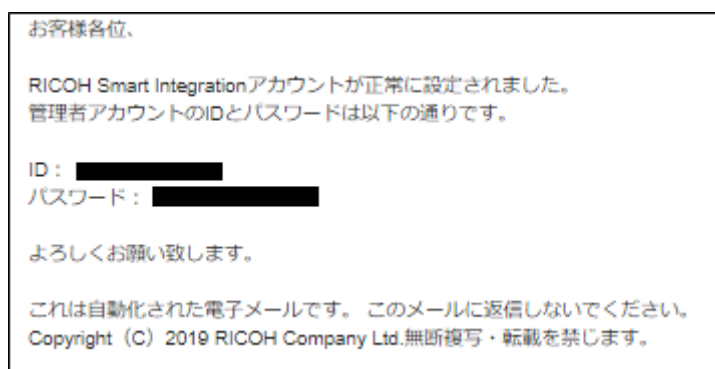 お客様各位、
RICOH Smart Integrationアカウントが正常に設定されました。
管理者アカウントのIDとパスワードは以下の通りです。
ID：
パスワード：
よろしくお願い致します。
これは自動化された電子メールです。 このメールに返信しないでください。
Copyright（C）2019 RICOH Company Ltd.無断複写・転載を禁じます。